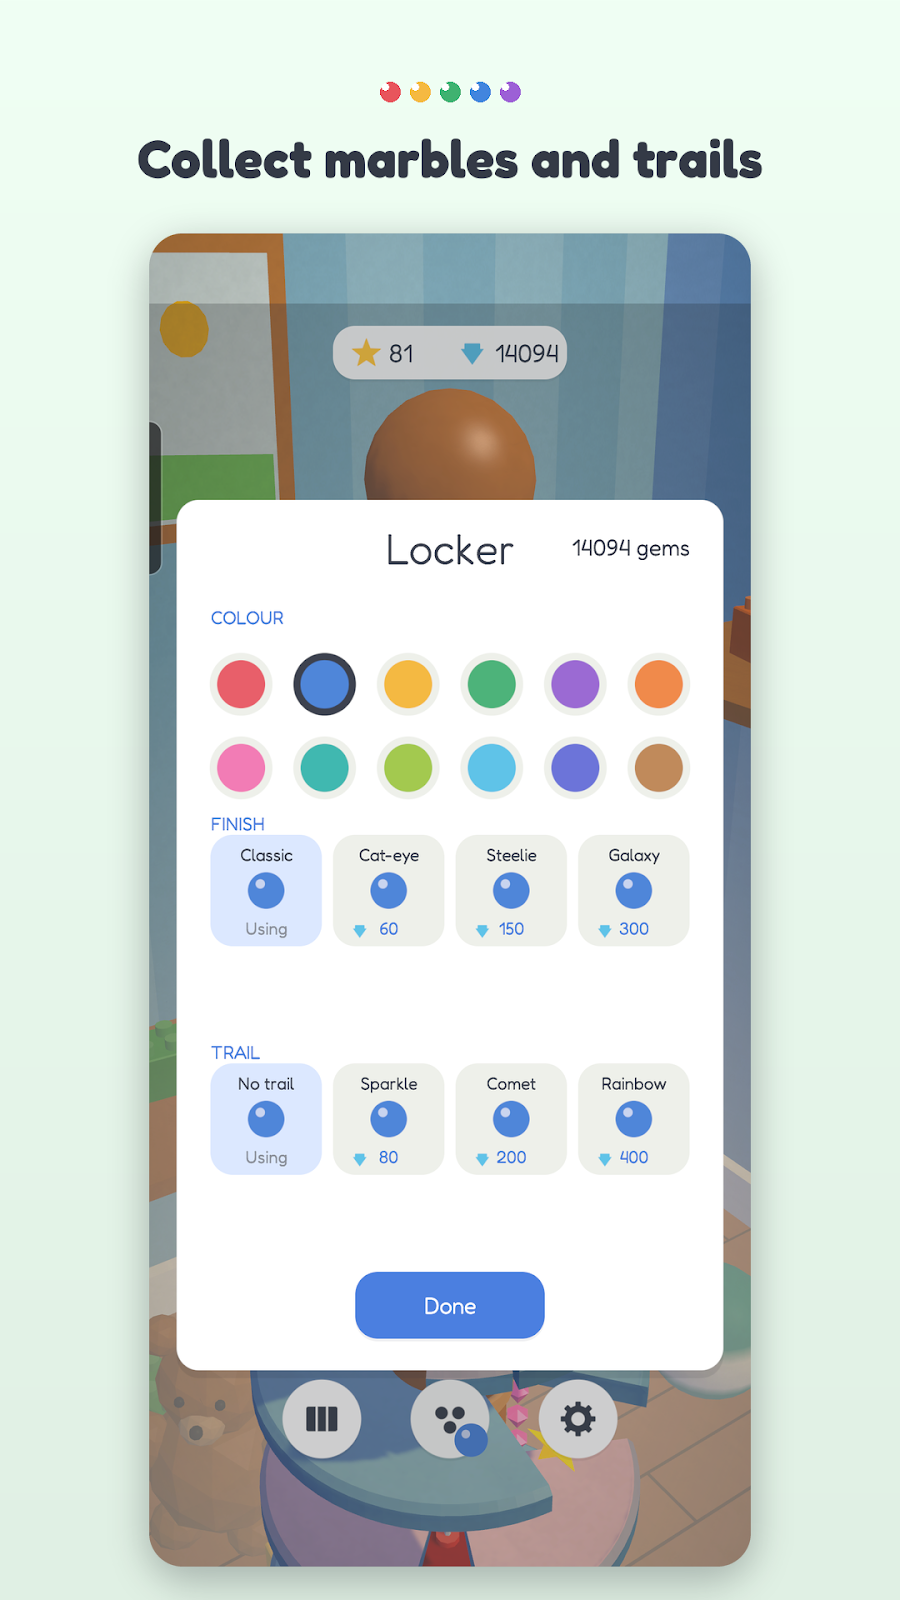 Collect marbles and trails
81 14094
Locker 14094 gems
COLOUR
FINISH
Classic Cat-eye Steelie Galaxy
Using 60 150 300
TRAIL
No trail Sparkle Comet Rainbow
Using 80 200 400
Done